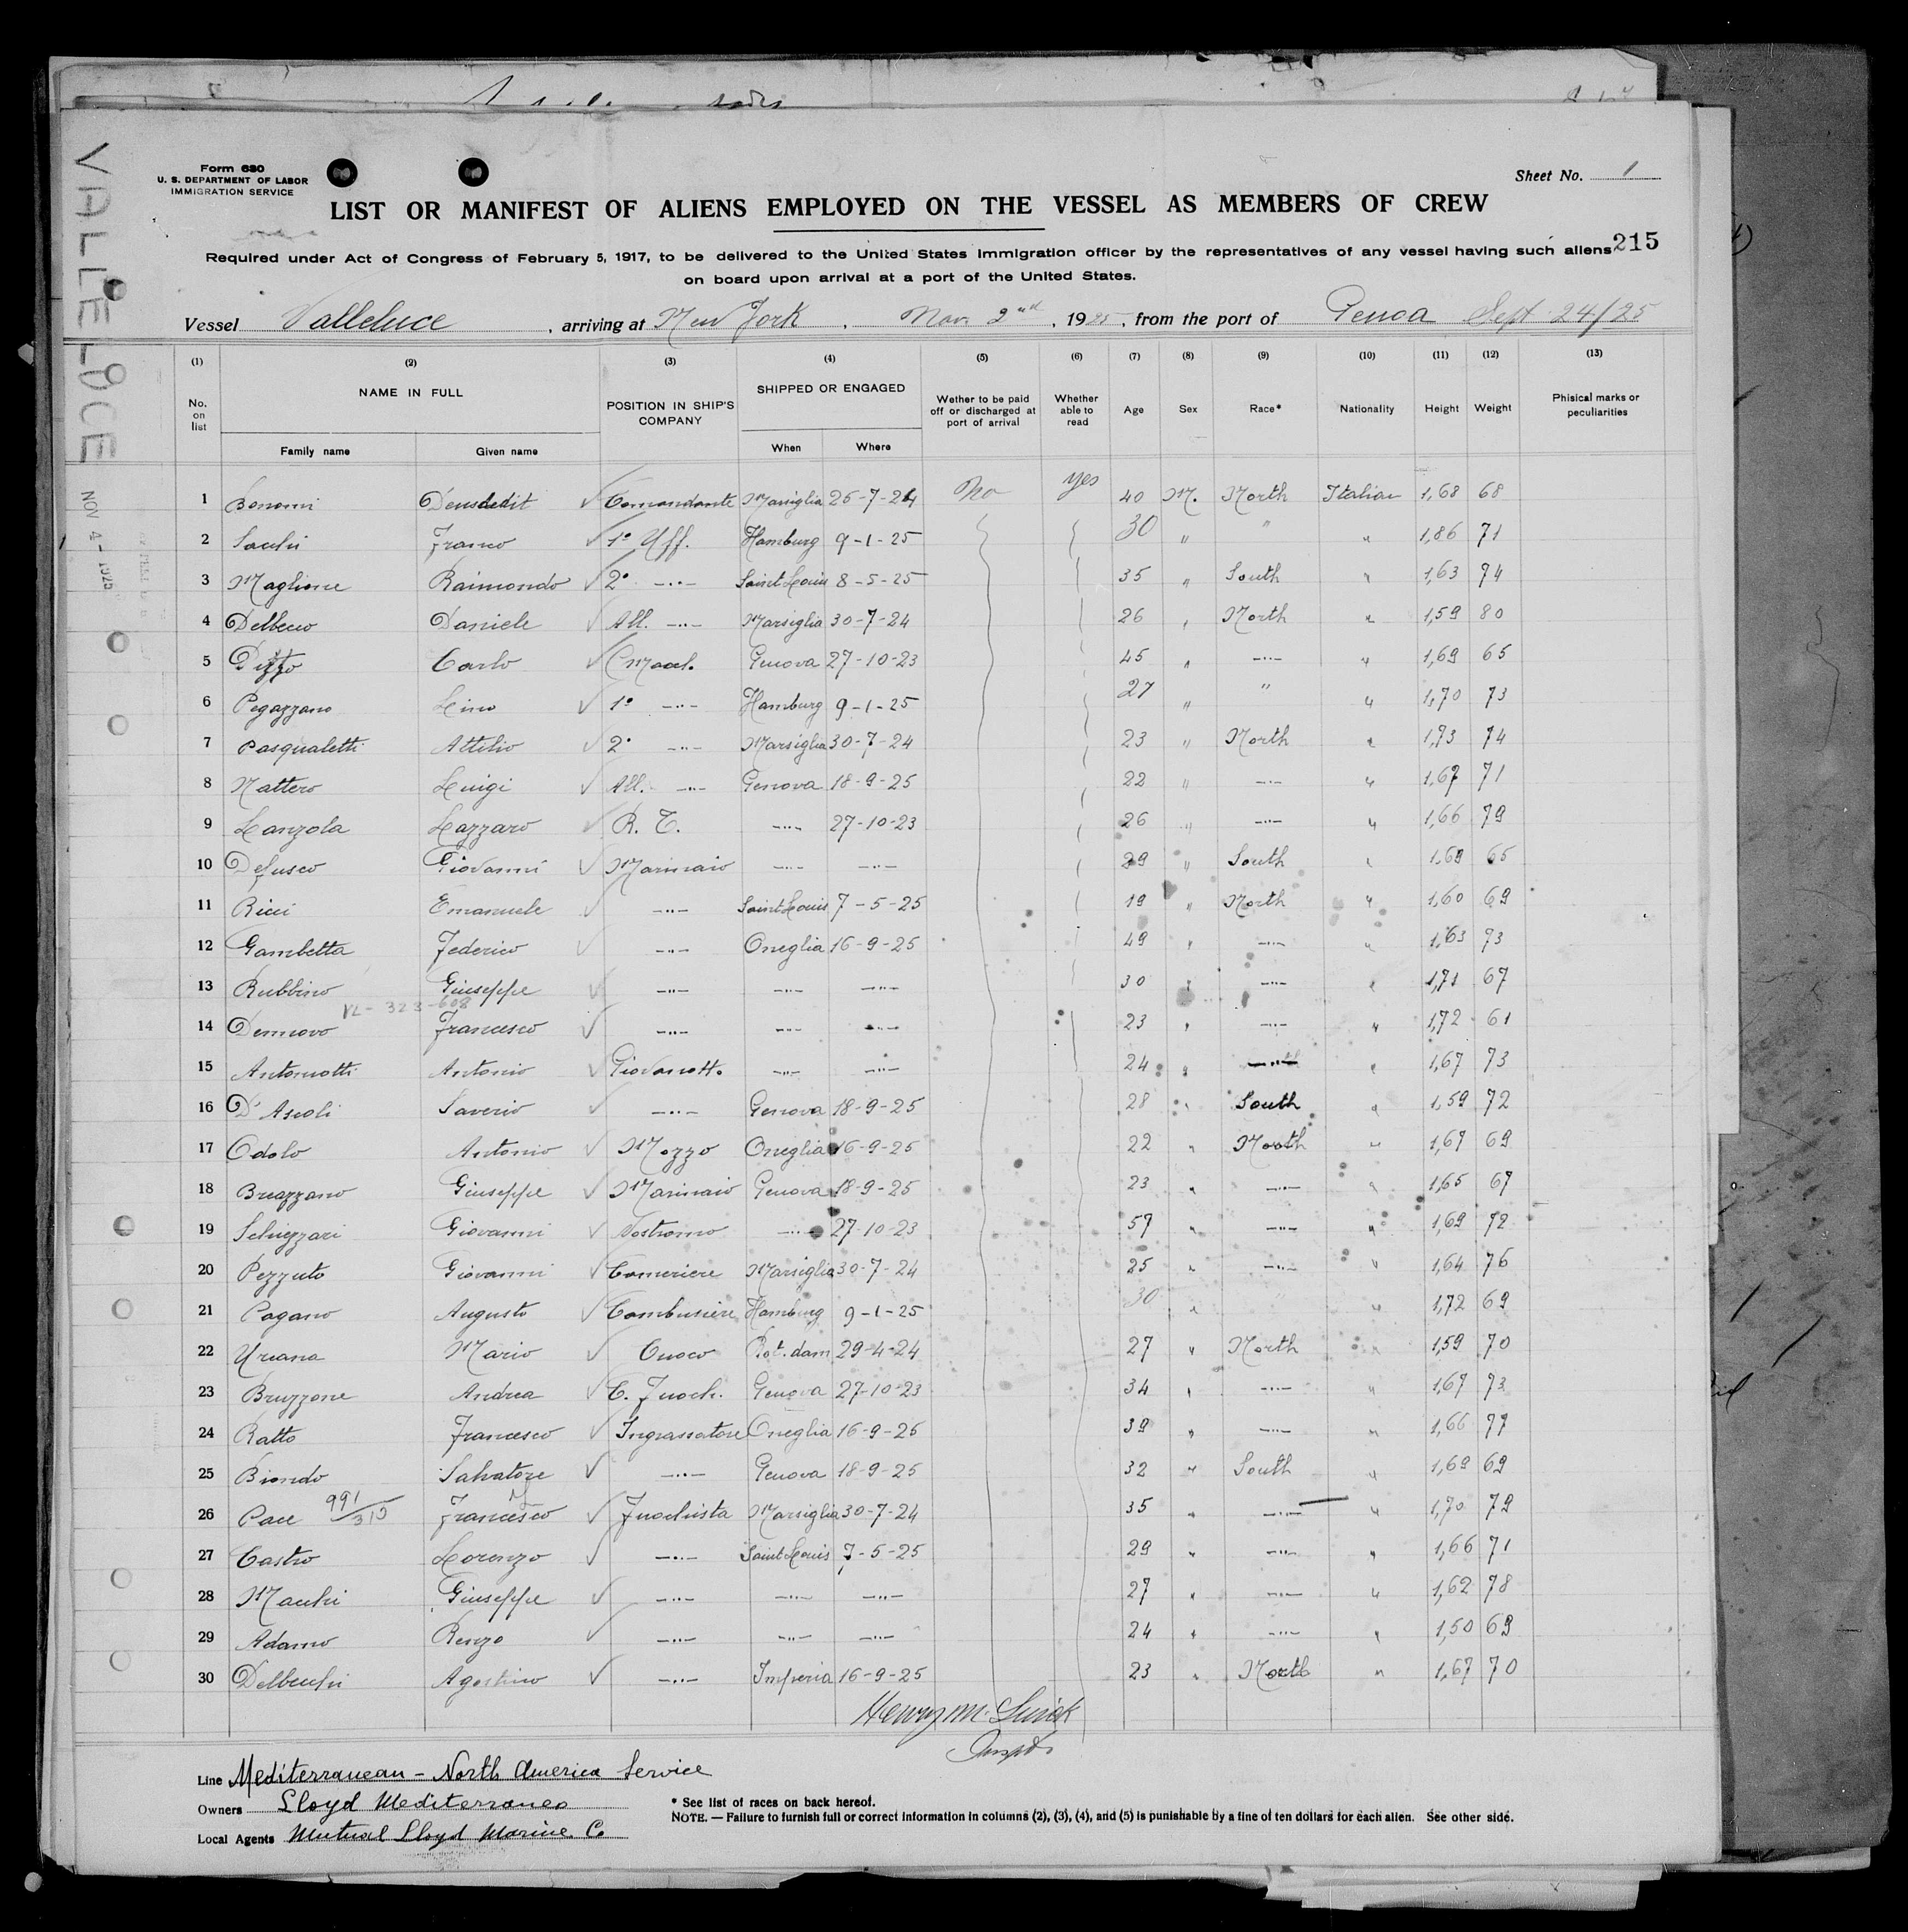 Form 680
U. S. DEPARTMENT OF LABOR
IMMIGRATION SERVICE
Sheet No. 1
LIST OR MANIFEST OF ALIENS EMPLOYED ON THE VESSEL AS MEMBERS OF CREW
215
Required under Act of Congress of February 5, 1917, to be delivered to the United States Immigration officer by the representatives of any vessel having such aliens
on board upon arrival at a port of the United States.
Vessel Valleluce, arriving at New York, Nov. 2nd, 1925, from the port of Genoa Sept 24/25
VALLE LUCE
NOV 4 - 1925
(1) (2) (3) (4) (5) (6) (7) (8) (9) (10) (11) (12) (13)
No. on list NAME IN FULL POSITION IN SHIP'S COMPANY SHIPPED OR ENGAGED Wether to be paid off or discharged at port of arrival Whether able to read Age Sex Race* Nationality Height Weight Phisical marks or peculiarities
Family name Given name When Where
1 Bonomi Deusdedit Comandante Marsiglia 26-7-24 No yes 40 M. North Italian 1,68 68
2 Sacchi Franco 1° Uff. Hamburg 9-1-25 30 " " " 1,86 71
3 Maglione Raimondo 2° -"- Saint Louis 8-5-25 35 " South " 1,63 74
4 Delbecco Daniele All. -"- Marsiglia 30-7-24 26 " North " 1,59 80
5 Carlo Genova 27-10-23 45 " -"- " 1,69 65
6 Pegazzano Lino 1° -"- Hamburg 9-1-25 27 " " " 1,70 73
7 Pasqualetti Attilio 2° -"- Marsiglia 30-7-24 23 " North " 1,73 74
8 Nattero Luigi All. -"- Genova 18-9-25 22 " -"- " 1,67 71
9 Lanzola Lazzaro R. T. -"- 27-10-23 26 " -"- " 1,66 79
10 Defusco Giovanni Marinaio -"- -"- 29 " South " 1,69 65
11 Ricci Emanuele -"- Saint Louis 7-5-25 19 " North " 1,60 69
12 Gambetta Federico -"- Oneglia 16-9-25 49 " -"- " 1,63 73
13 Rubbino Giuseppe -"- -"- -"- 30 " -"- " 1,71 67
VL-323-608
14 Francesco -"- -"- -"- 23 " -"- " 1,72 61
15 Antoniotti Antonio Giovanott. -"- -"- 24 " -"- " 1,67 73
16 D'Ascoli Saverio -"- Genova 18-9-25 28 " South " 1,59 72
17 Odolo Antonio Mozzo Oneglia 16-9-25 22 " North " 1,67 69
18 Breazzano Giuseppe Marinaio Genova 18-9-25 23 " -"- " 1,65 67
19 Schiezzari Giovanni Nostromo -"- 27-10-23 57 " -"- " 1,69 72
20 Pezzuto Giovanni Cameriere Marsiglia 30-7-24 25 " -"- " 1,64 76
21 Pagano Augusto Cambusiere Hamburg 9-1-25 30 " " " 1,72 69
22 Ureana Mario Cuoco Rot.dam 29-4-24 27 " North " 1,59 70
23 Bruzzone Andrea C. Fuoch. Genova 27-10-23 34 " -"- " 1,67 73
24 Ratto Francesco Ingrassatore Oneglia 16-9-25 39 " -"- " 1,66 77
25 Biondo Salvatore -"- Genova 18-9-25 32 " South " 1,69 69
26 Pace 991/315 Francesco Fuochista Marsiglia 30-7-24 35 " -"- " 1,70 79
27 Castro Lorenzo -"- Saint Louis 7-5-25 29 " -"- " 1,66 71
28 Macchi Giuseppe -"- -"- -"- 27 " -"- " 1,62 78
29 Adamo Renzo -"- -"- -"- 24 " -"- " 1,50 69
30 Delbecchi Agostino -"- Imperia 16-9-25 23 " North " 1,67 70
Line Mediterranean - North America Service
Owners Lloyd Mediterraneo
Local Agents Mutual Lloyd Marine Co
* See list of races on back hereof.
NOTE. — Failure to furnish full or correct information in columns (2), (3), (4), and (5) is punishable by a fine of ten dollars for each alien. See other side.